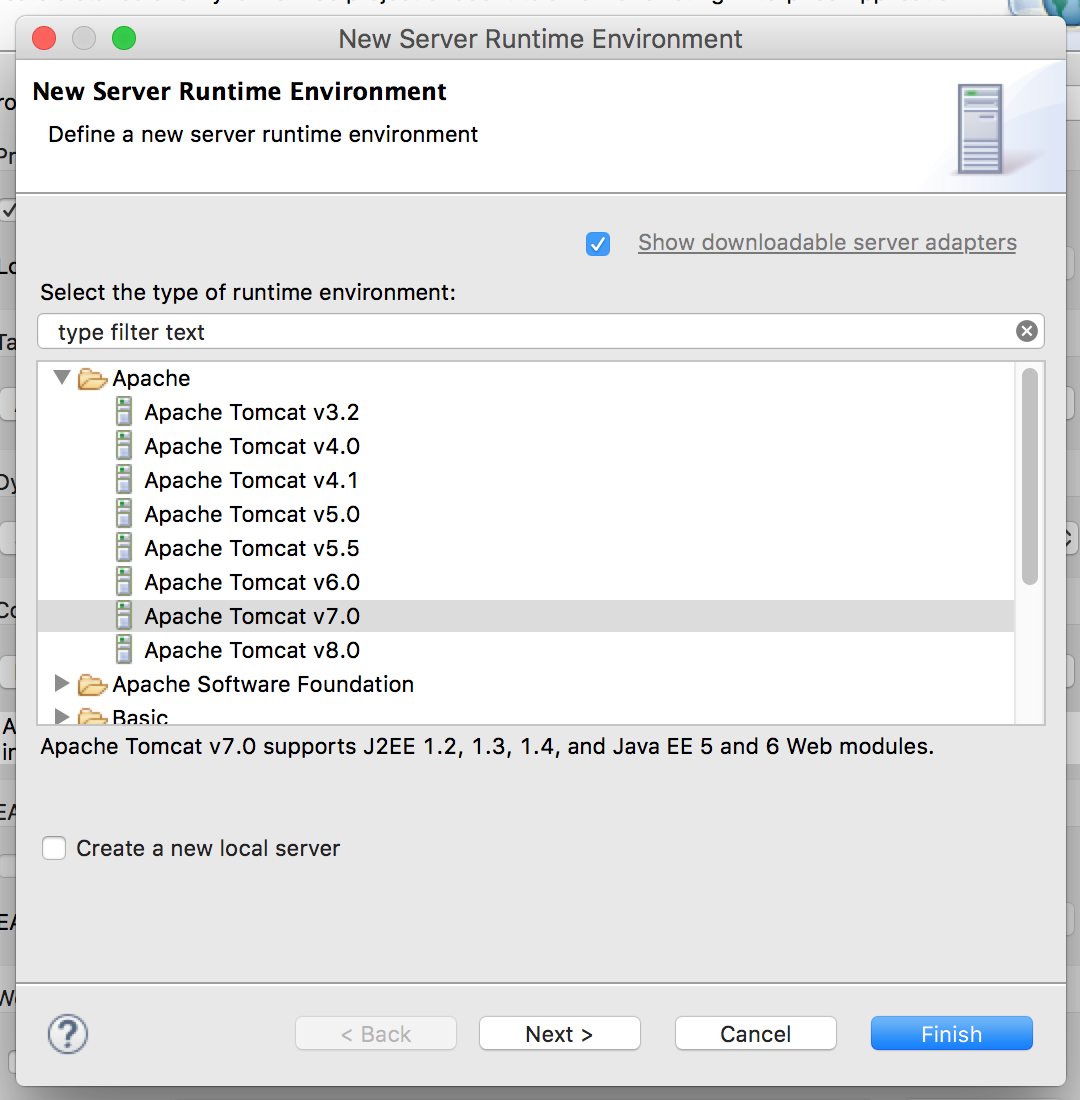 New Server Runtime Environment
New Server Runtime Environment
Define a new server runtime environment
Show downloadable server adapters
Select the type of runtime environment:
type filter text
Apache
Apache Tomcat v3.2
Apache Tomcat v4.0
Apache Tomcat v4.1
Apache Tomcat v5.0
Apache Tomcat v5.5
Apache Tomcat v6.0
Apache Tomcat v7.0
Apache Tomcat v8.0
Apache Software Foundation
Basic
Apache Tomcat v7.0 supports J2EE 1.2, 1.3, 1.4, and Java EE 5 and 6 Web modules.
Create a new local server
?
< Back
Next >
Cancel
Finish